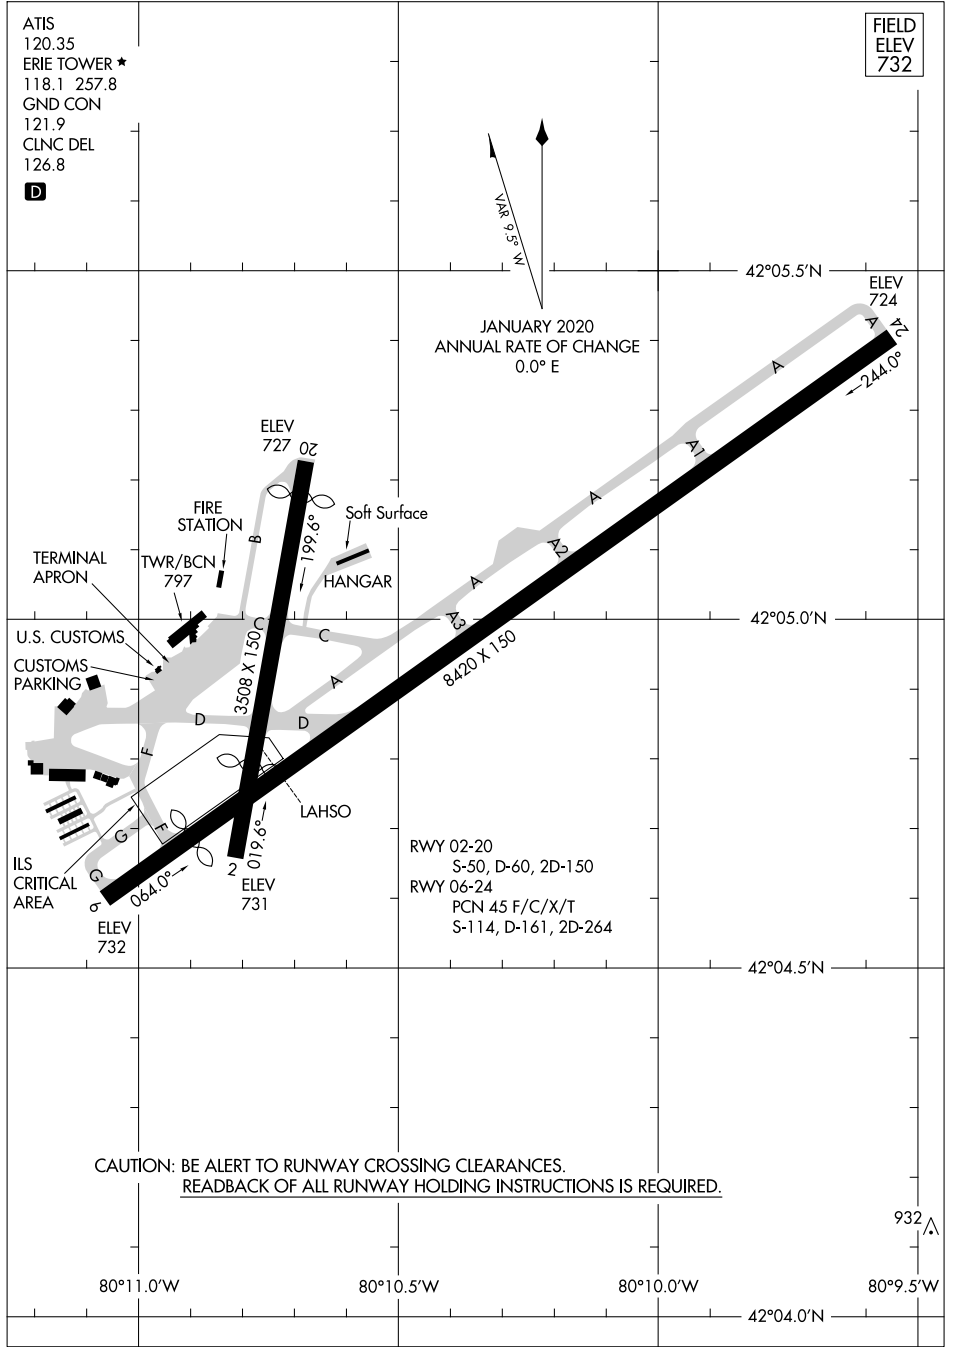 ATIS
120.35
ERIE TOWER ★
118.1 257.8
GND CON
121.9
CLNC DEL
126.8
D
FIELD
ELEV
732
VAR 9.5° W
JANUARY 2020
ANNUAL RATE OF CHANGE
0.0° E
42°05.5'N
ELEV
724
24
A
244.0°
A
A1
A
A2
A
A3
A
8420 X 150
ELEV
727
20
199.6°
B
FIRE
STATION
Soft Surface
HANGAR
TERMINAL
APRON
TWR/BCN
797
42°05.0'N
U.S. CUSTOMS
CUSTOMS
PARKING
C
C
3508 X 150
D
D
F
LAHSO
F
G
G
ILS
CRITICAL
AREA
6
064.0°
ELEV
732
2
019.6°
ELEV
731
RWY 02-20
S-50, D-60, 2D-150
RWY 06-24
PCN 45 F/C/X/T
S-114, D-161, 2D-264
42°04.5'N
CAUTION: BE ALERT TO RUNWAY CROSSING CLEARANCES.
READBACK OF ALL RUNWAY HOLDING INSTRUCTIONS IS REQUIRED.
932
80°11.0'W
80°10.5'W
80°10.0'W
80°9.5'W
42°04.0'N